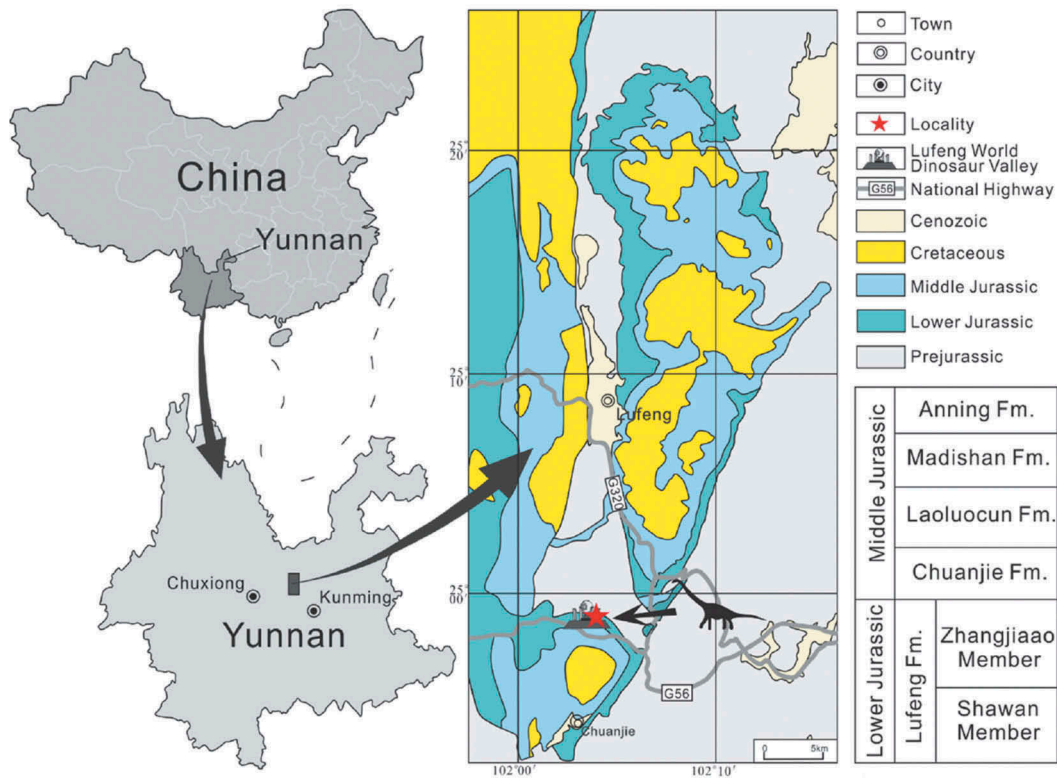 China
Yunnan
Chuxiong
Kunming
Yunnan
25°
20′
25°
10′
25°
00′
Lufeng
G320
G56
Chuanjie
0 5km
102°00′
102°10′
Town
Country
City
Locality
Lufeng World
Dinosaur Valley
G56
National Highway
Cenozoic
Cretaceous
Middle Jurassic
Lower Jurassic
Prejurassic
Middle Jurassic
Anning Fm.
Madishan Fm.
Laoluocun Fm.
Chuanjie Fm.
Lower Jurassic
Lufeng Fm.
Zhangjiaao
Member
Shawan
Member